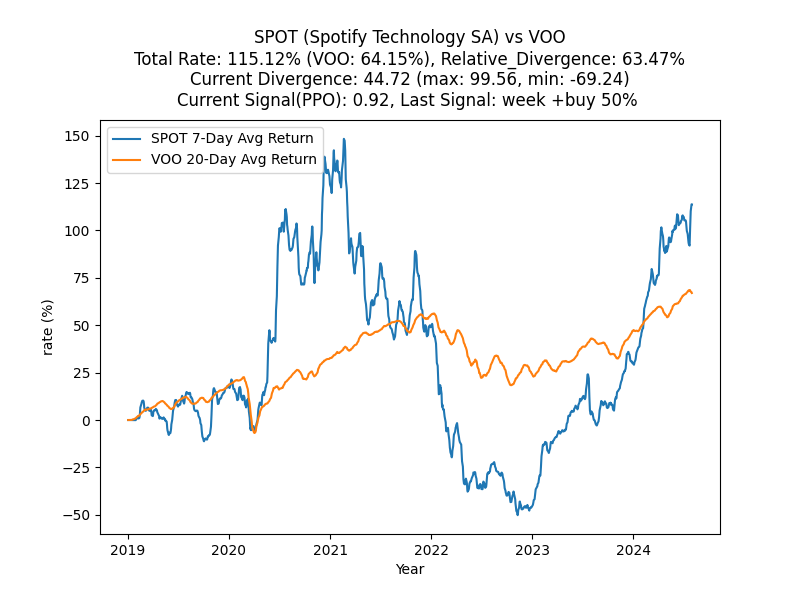 SPOT (Spotify Technology SA) vs VOO
Total Rate: 115.12% (VOO: 64.15%), Relative_Divergence: 63.47%
Current Divergence: 44.72 (max: 99.56, min: -69.24)
Current Signal(PPO): 0.92, Last Signal: week +buy 50%
SPOT 7-Day Avg Return
VOO 20-Day Avg Return
rate (%)
150
125
100
75
50
25
0
−25
−50
2019
2020
2021
2022
2023
2024
Year